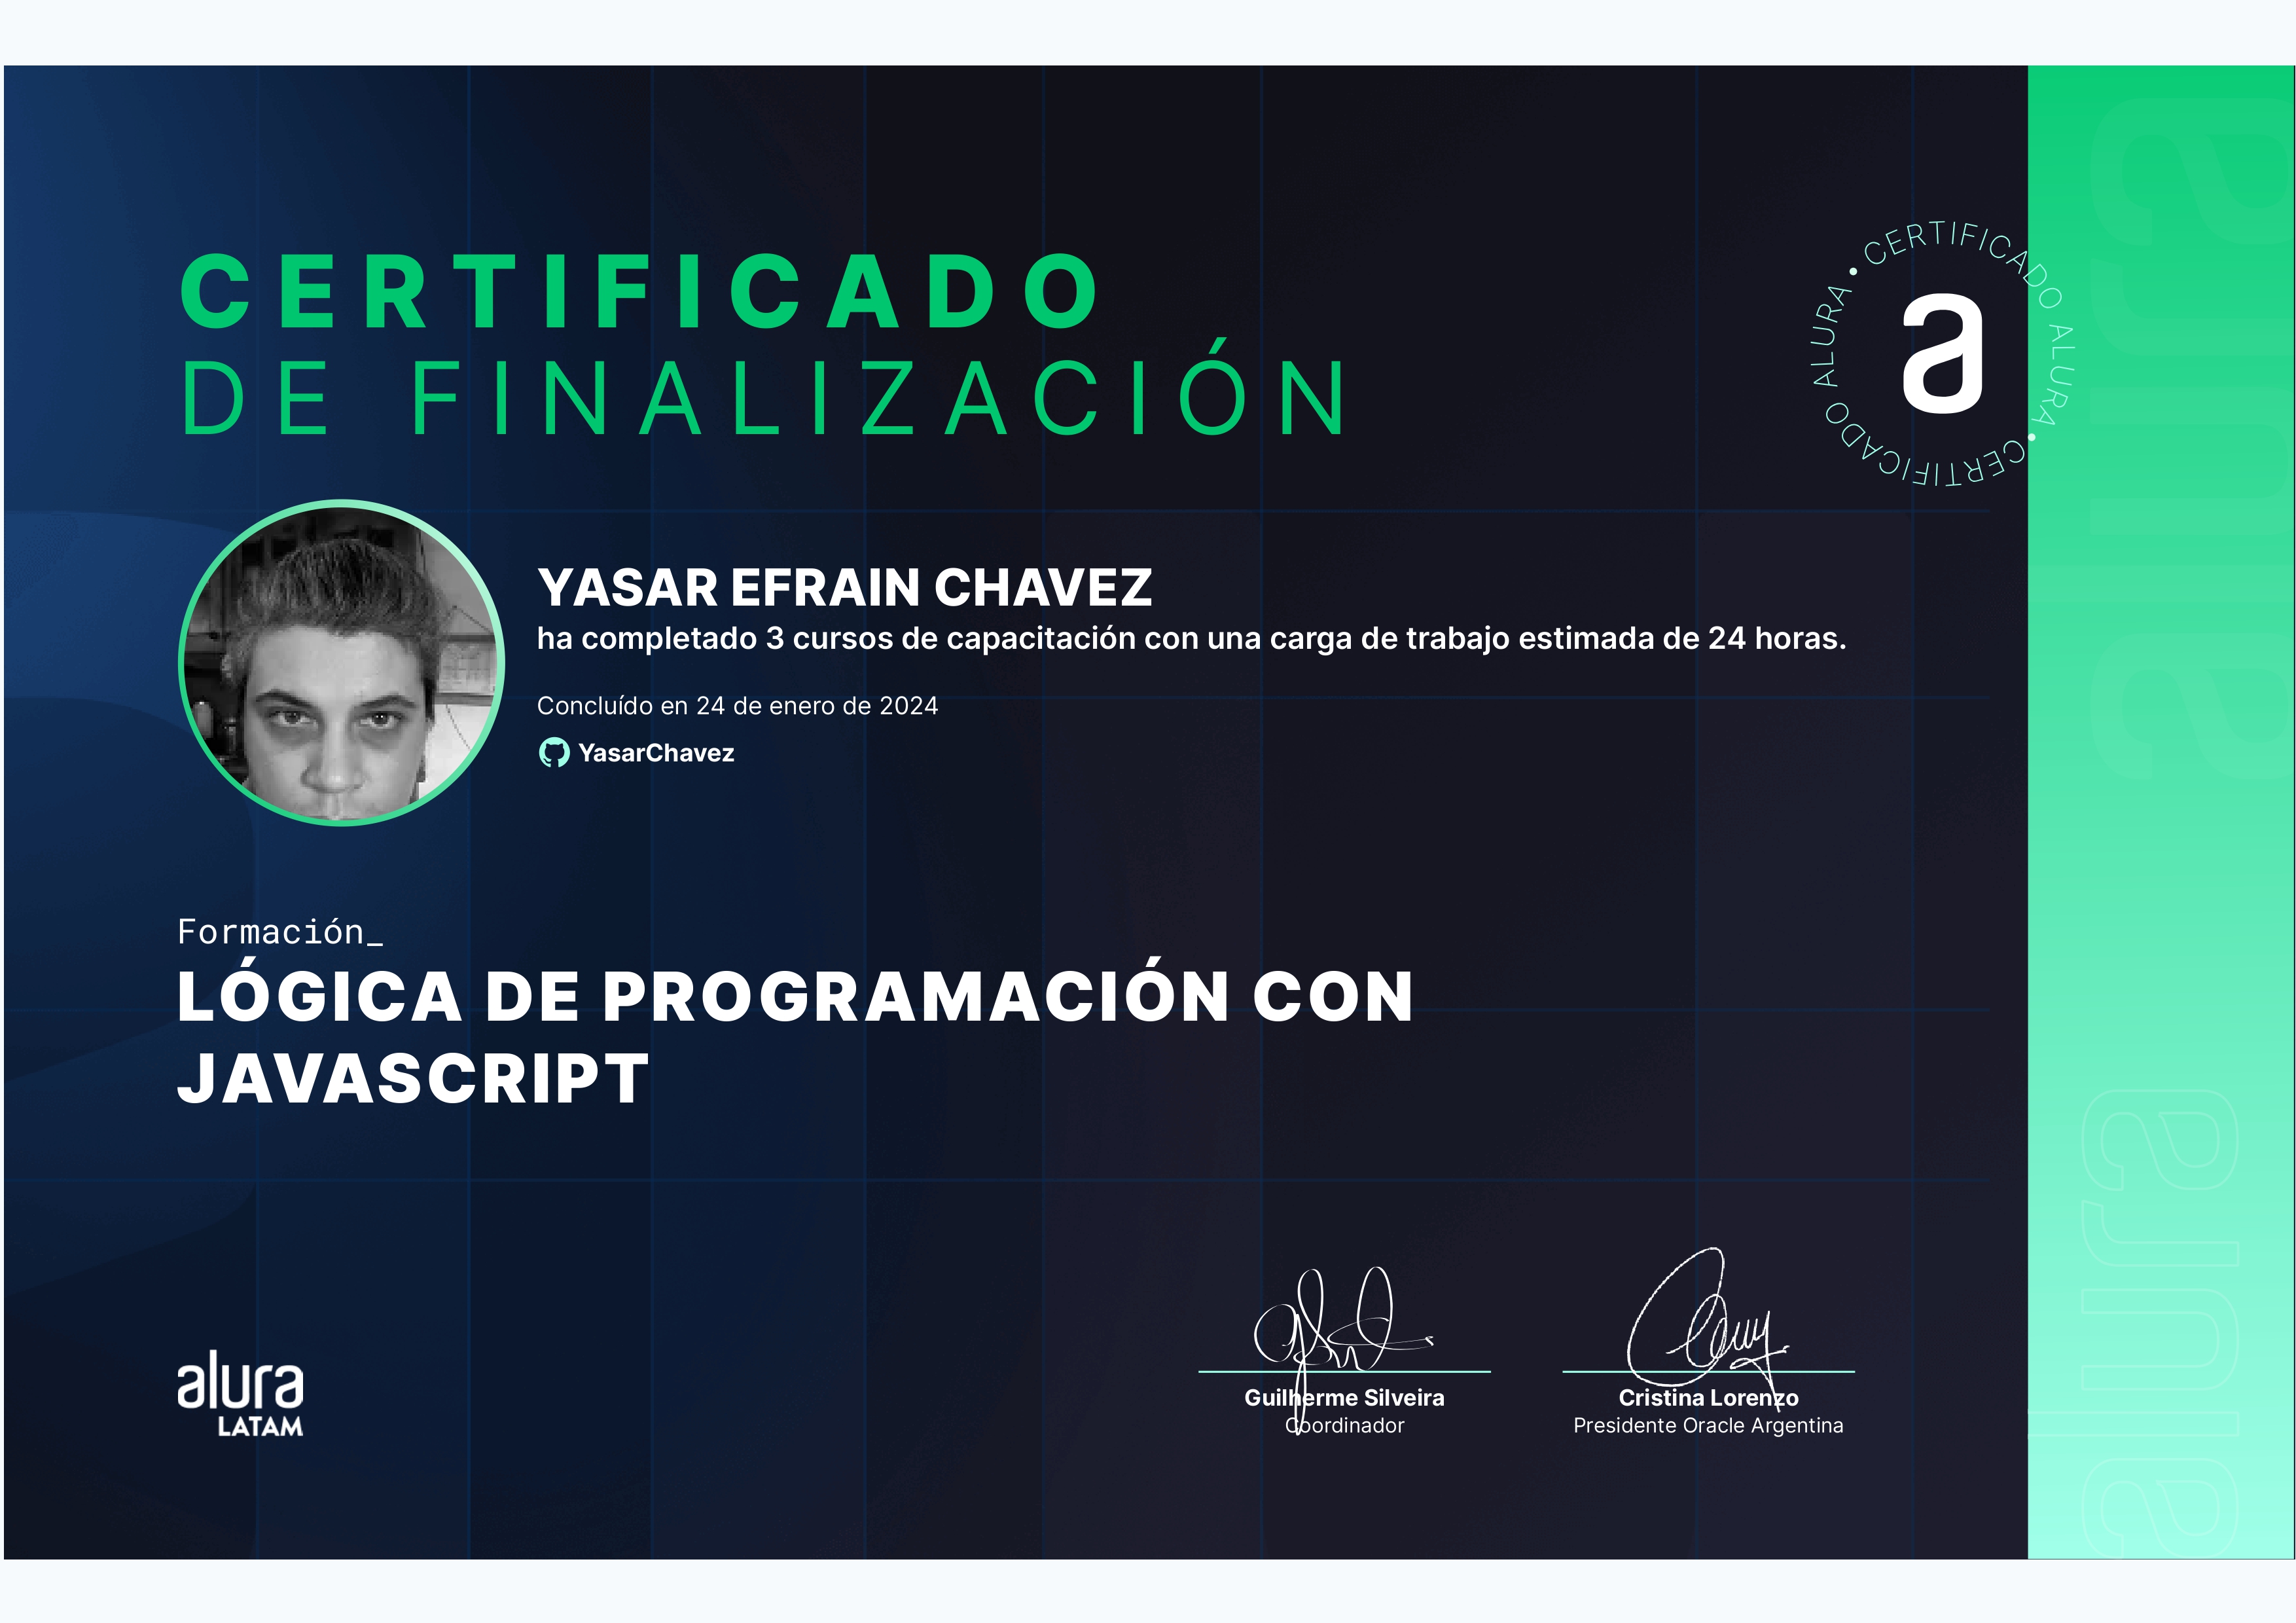 CERTIFICADO
DE FINALIZACIÓN
CERTIFICADO ALURA • CERTIFICADO ALURA •
a
YASAR EFRAIN CHAVEZ
ha completado 3 cursos de capacitación con una carga de trabajo estimada de 24 horas.
Concluído en 24 de enero de 2024
YasarChavez
Formación_
LÓGICA DE PROGRAMACIÓN CON
JAVASCRIPT
alura
LATAM
Guilherme Silveira
Coordinador
Cristina Lorenzo
Presidente Oracle Argentina
alura
alura